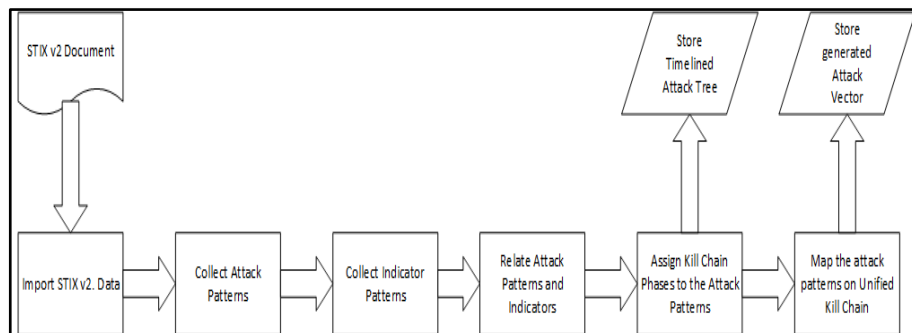 STIX v2 Document
Store
Timelined
Attack Tree
Store
generated
Attack
Vector
Import STIX v2. Data
Collect Attack
Patterns
Collect Indicator
Patterns
Relate Attack
Patterns and
Indicators
Assign Kill Chain
Phases to the Attack
Patterns
Map the attack
patterns on Unified
Kill Chain